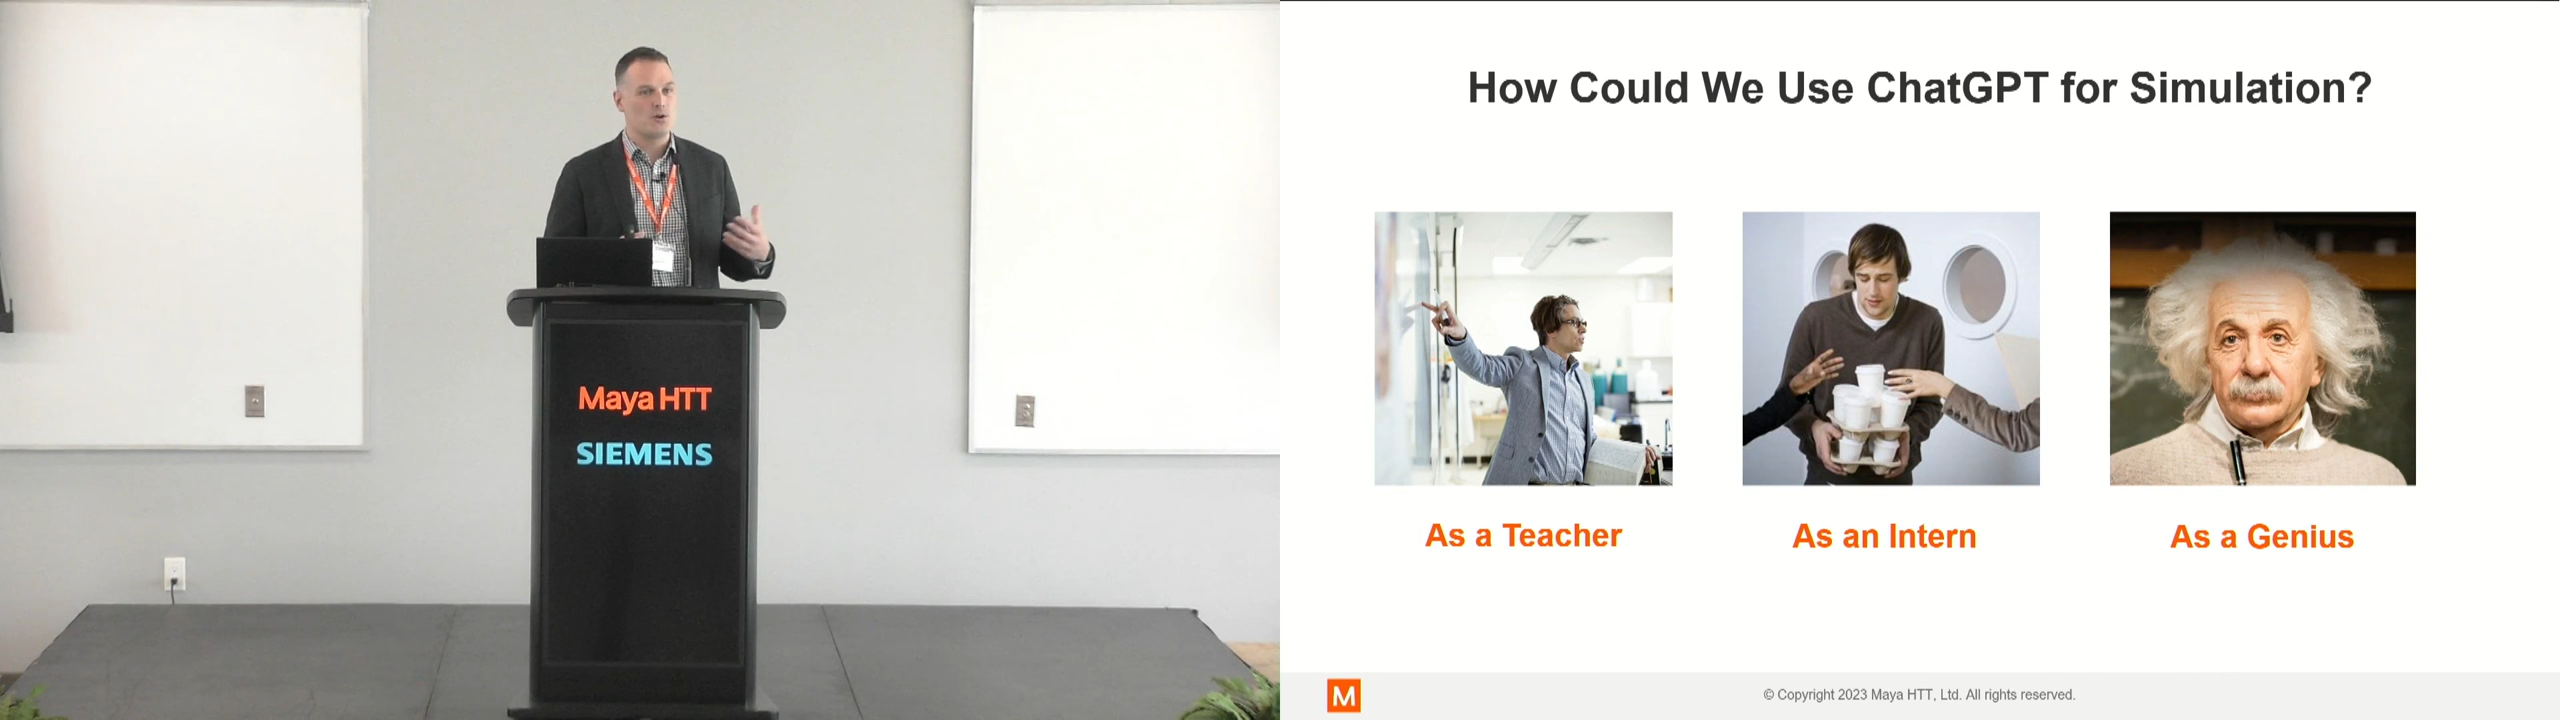 Maya HTT
SIEMENS
How Could We Use ChatGPT for Simulation?
As a Teacher
As an Intern
As a Genius
M
© Copyright 2023 Maya HTT, Ltd. All rights reserved.